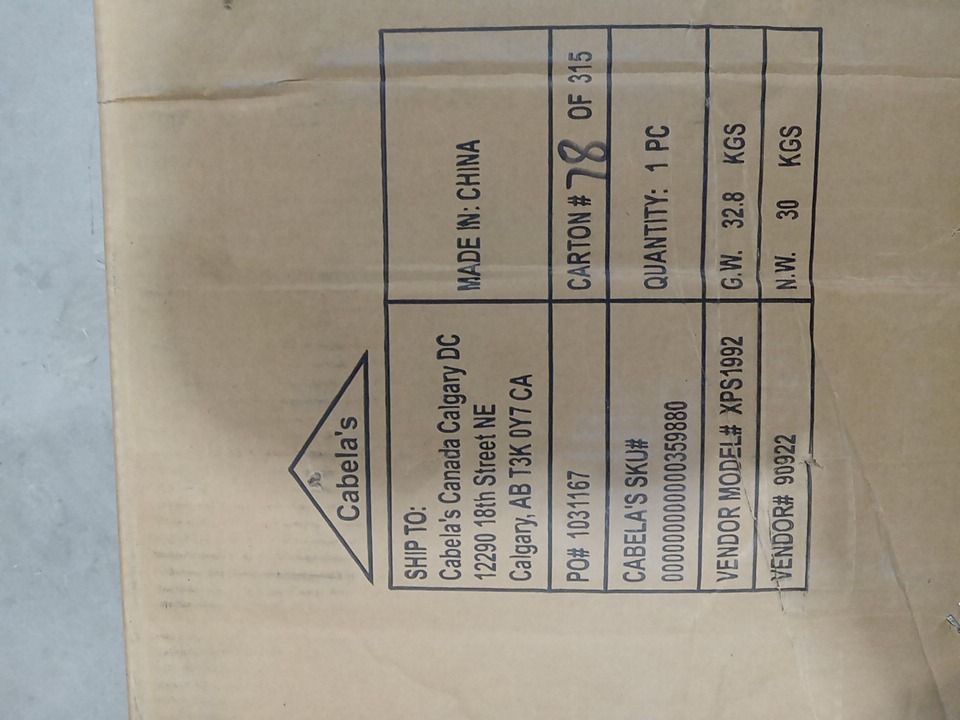 Cabela's
SHIP TO:
Cabela's Canada Calgary DC
12290 18th Street NE
Calgary, AB T3K 0Y7 CA
MADE IN: CHINA
PO# 1031167
CARTON # 78 OF 315
CABELA'S SKU#
000000000000359880
QUANTITY: 1 PC
VENDOR MODEL# XPS1992
G.W. 32.8 KGS
VENDOR# 90922
N.W. 30 KGS